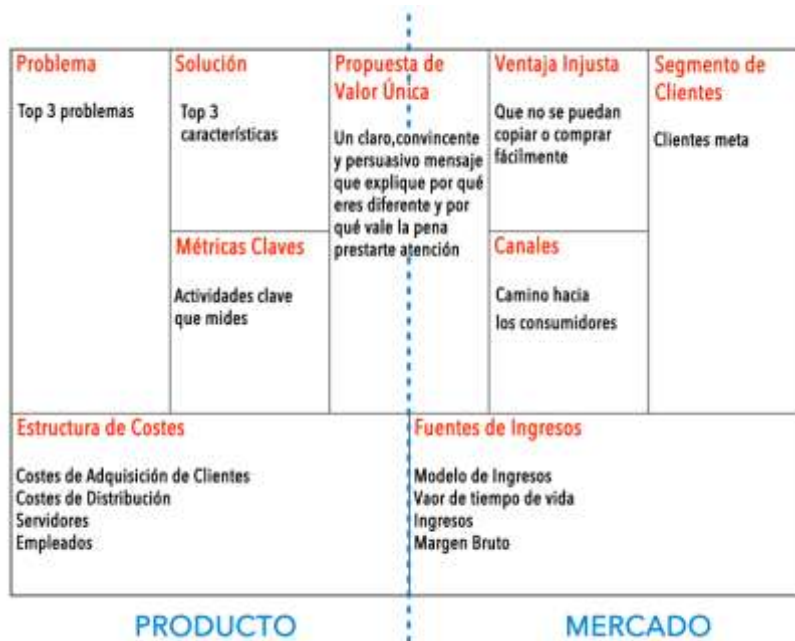 Problema
Top 3 problemas
Solución
Top 3
características
Métricas Claves
Actividades clave
que mides
Propuesta de
Valor Única
Un claro,convincente
y persuasivo mensaje
que explique por qué
eres diferente y por
qué vale la pena
prestarte atención
Ventaja Injusta
Que no se puedan
copiar o comprar
fácilmente
Canales
Camino hacia
los consumidores
Segmento de
Clientes
Clientes meta
Estructura de Costes
Costes de Adquisición de Clientes
Costes de Distribución
Servidores
Empleados
Fuentes de Ingresos
Modelo de Ingresos
Vaor de tiempo de vida
Ingresos
Margen Bruto
PRODUCTO
MERCADO